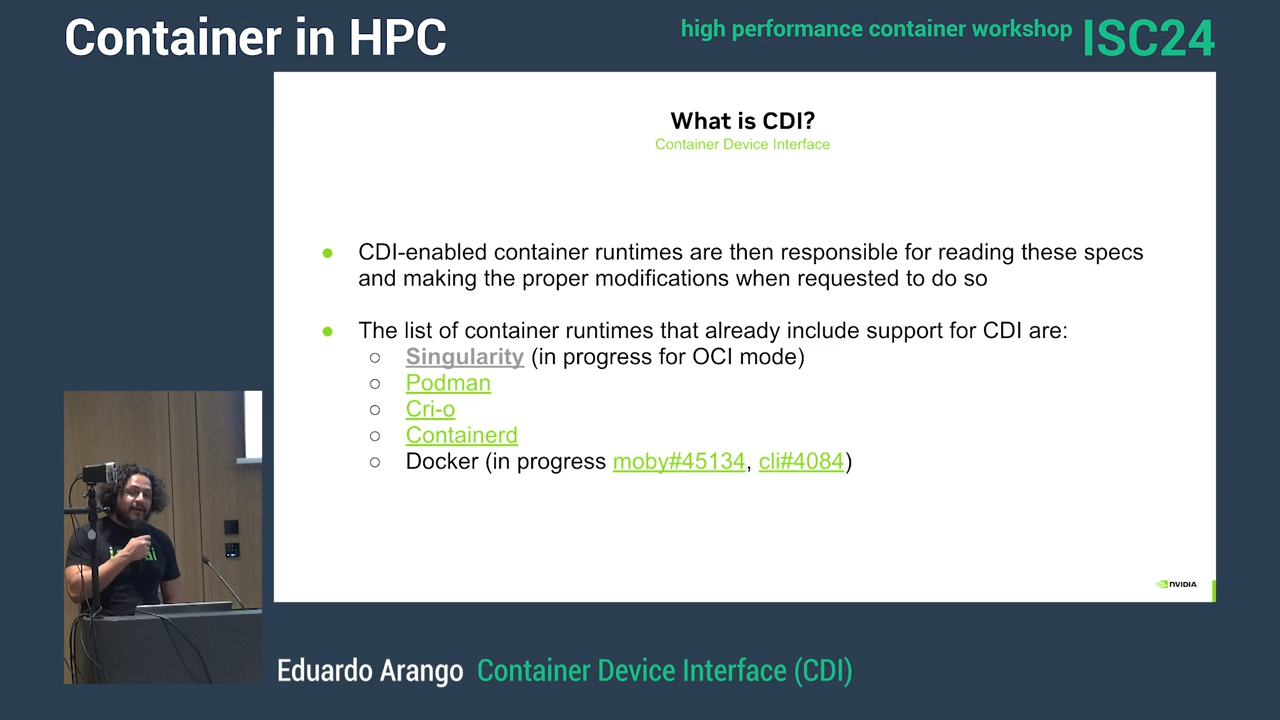 Container in HPC
high performance container workshop ISC24
What is CDI?
Container Device Interface
● CDI-enabled container runtimes are then responsible for reading these specs
and making the proper modifications when requested to do so
● The list of container runtimes that already include support for CDI are:
○ Singularity (in progress for OCI mode)
○ Podman
○ Cri-o
○ Containerd
○ Docker (in progress moby#45134, cli#4084)
NVIDIA
Eduardo Arango Container Device Interface (CDI)